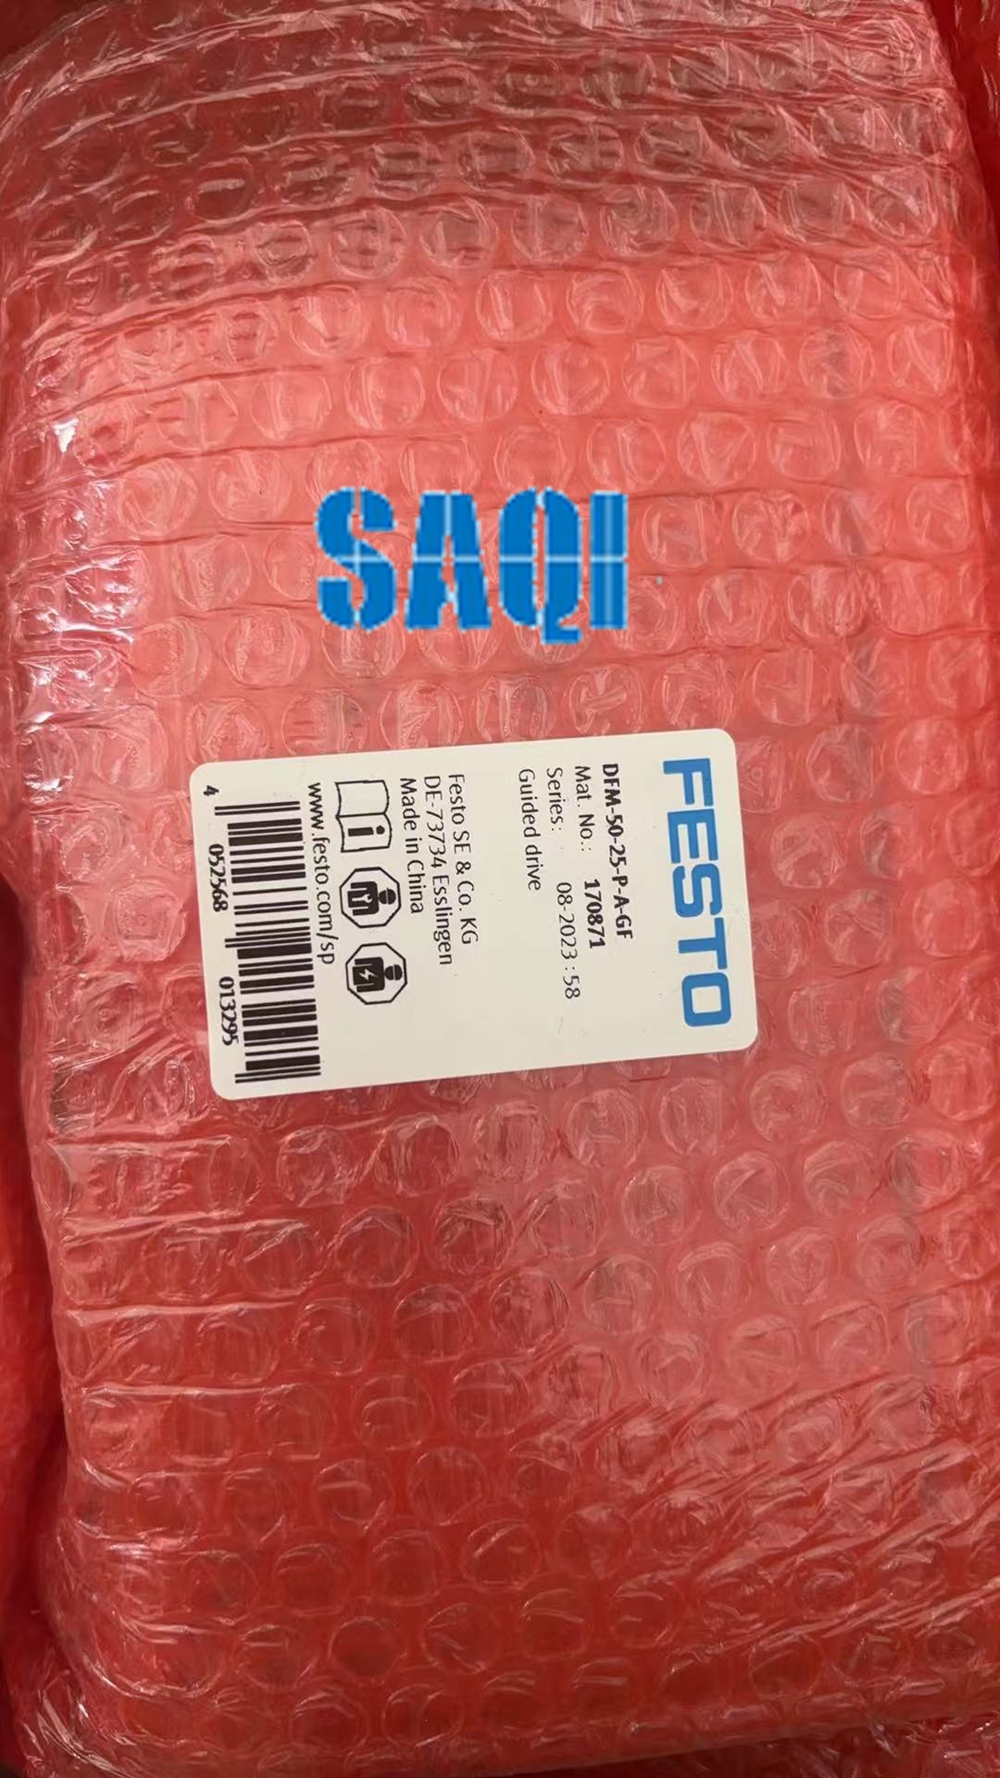 SAQI
FESTO
DFM-50-25-P-A-GF
Mat. No.: 170871
Series: 08-2023:58
Guided drive
Festo SE & Co. KG
DE-73734 Esslingen
Made in China
www.festo.com/sp
4 052568 013295